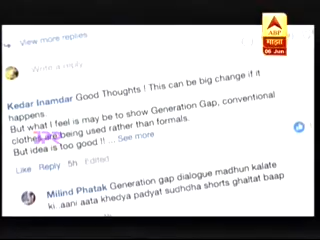 View more replies
ABP
माझा
06 Jun
Write a reply
Kedar Inamdar Good Thoughts ! This can be big change if it
happens.
But what I feel is may be to show Generation Gap, conventional
clothes are being used rather than formals.
But idea is too good !! ... See more
Like Reply 5h Edited
Milind Phatak Generation gap dialogue madhun kalate
ki. aani aata khedya padyat sudhdha shorts ghaltat baap